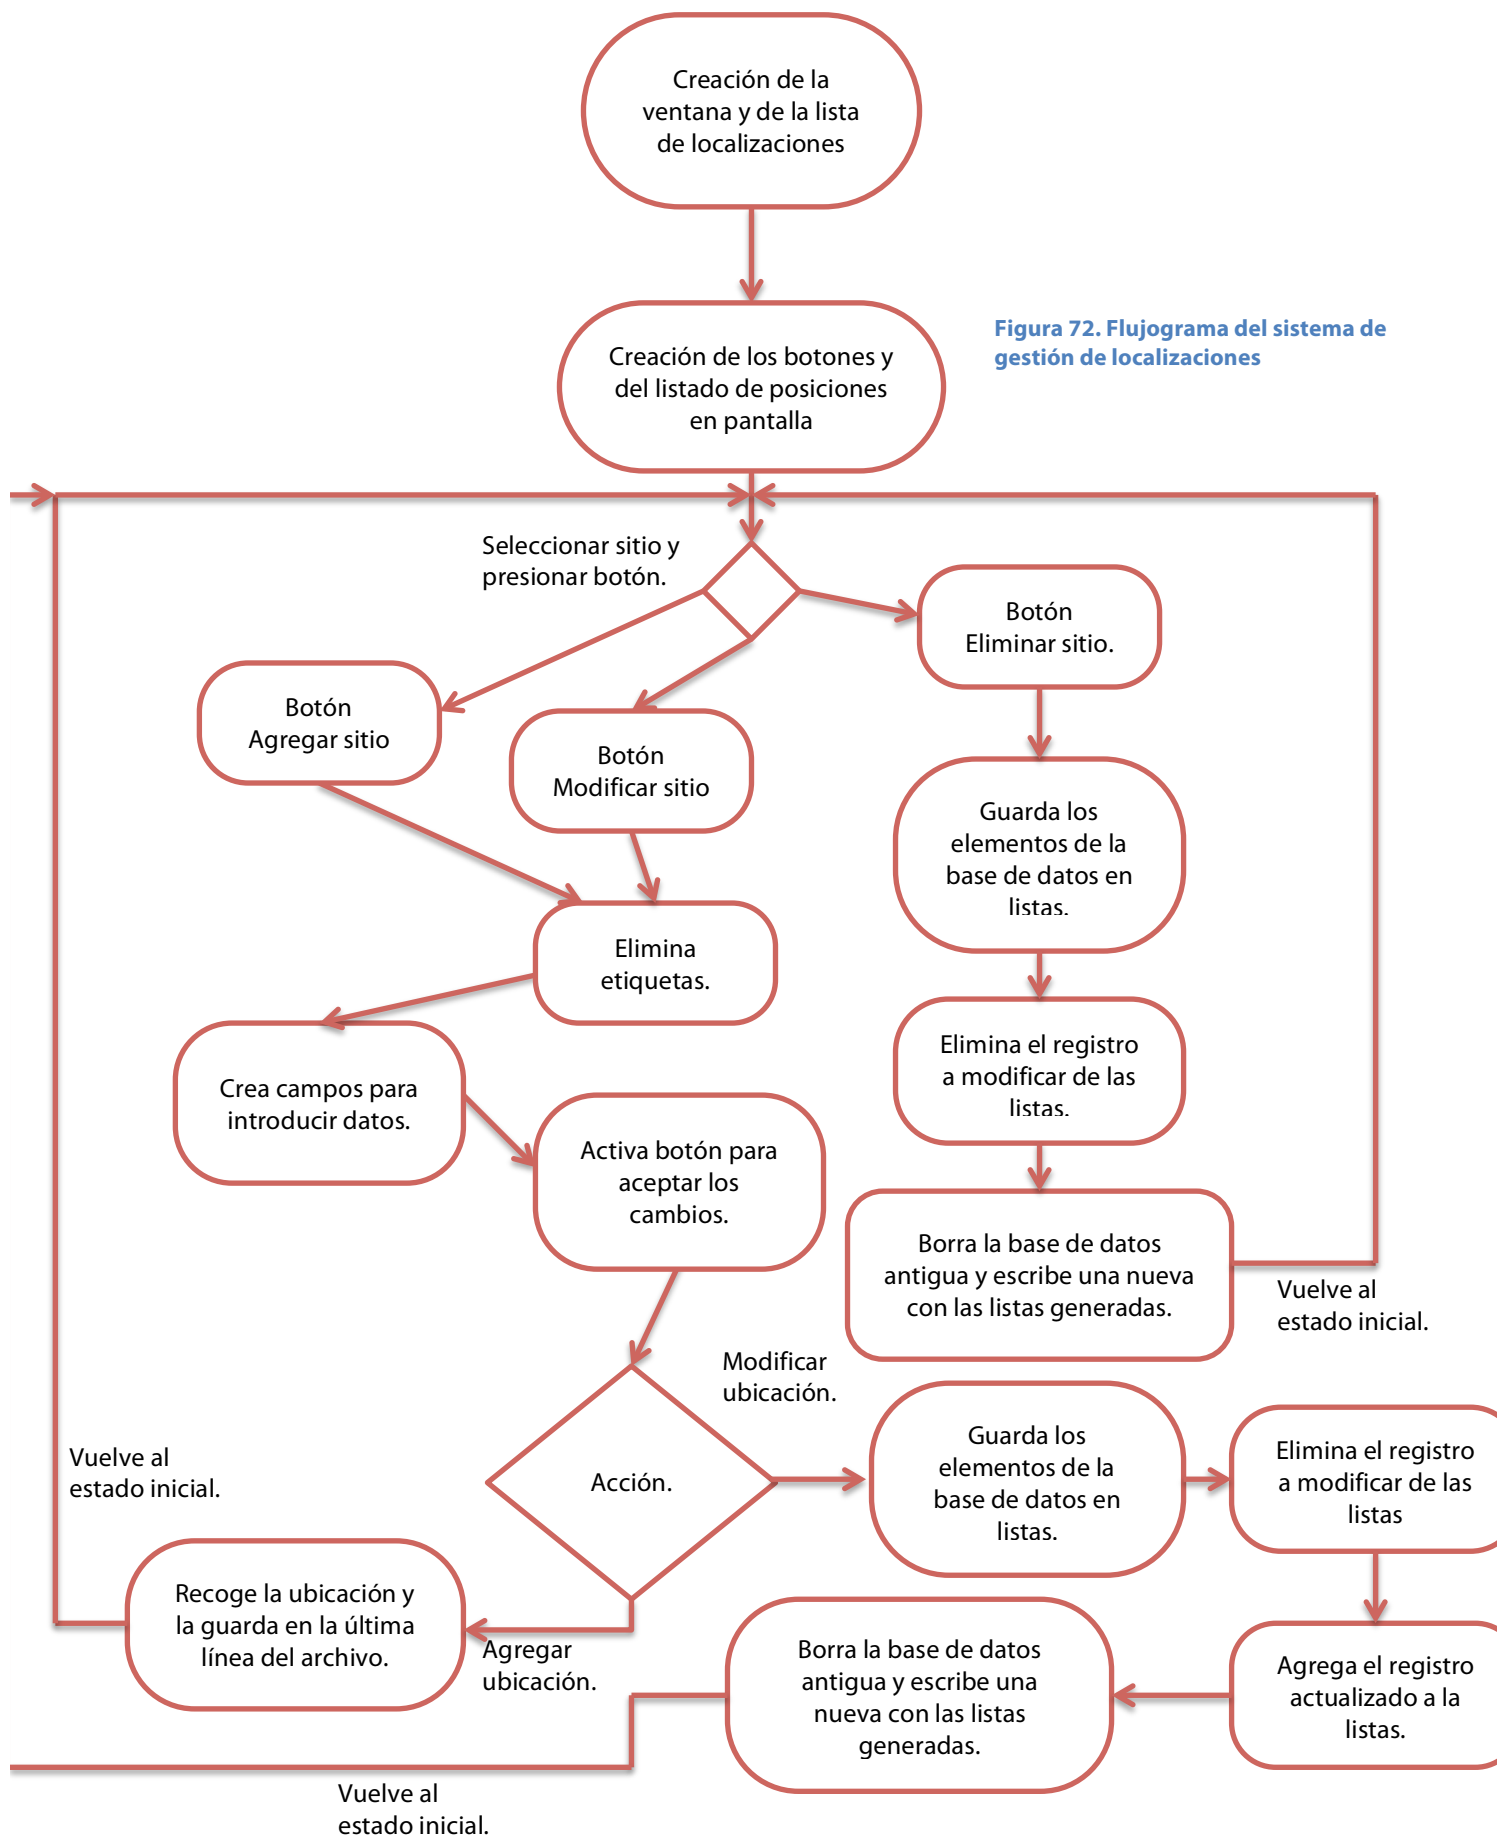 Creación de la
ventana y de la lista
de localizaciones
Figura 72. Flujograma del sistema de
gestión de localizaciones
Creación de los botones y
del listado de posiciones
en pantalla
Seleccionar sitio y
presionar botón.
Botón
Eliminar sitio.
Botón
Agregar sitio
Botón
Modificar sitio
Guarda los
elementos de la
base de datos en
listas.
Elimina
etiquetas.
Elimina el registro
a modificar de las
listas.
Crea campos para
introducir datos.
Activa botón para
aceptar los
cambios.
Borra la base de datos
antigua y escribe una nueva
con las listas generadas.
Vuelve al
estado inicial.
Modificar
ubicación.
Vuelve al
estado inicial.
Acción.
Guarda los
elementos de la
base de datos en
listas.
Elimina el registro
a modificar de las
listas
Recoge la ubicación y
la guarda en la última
línea del archivo.
Agregar
ubicación.
Borra la base de datos
antigua y escribe una
nueva con las listas
generadas.
Agrega el registro
actualizado a la
listas.
Vuelve al
estado inicial.